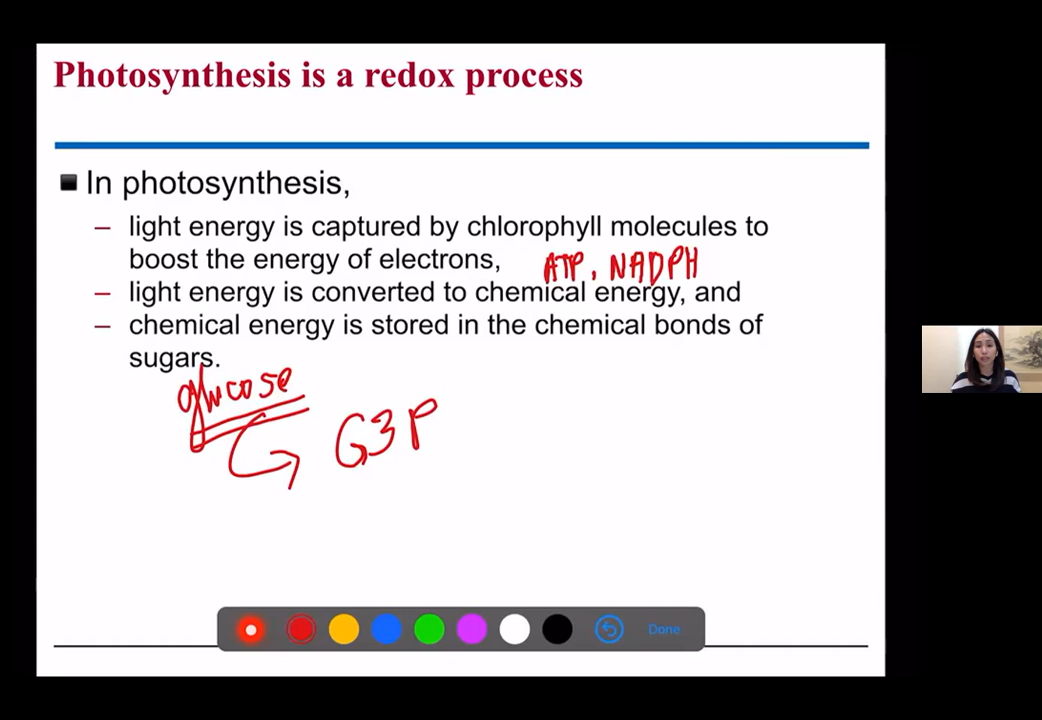 Photosynthesis is a redox process
In photosynthesis,
– light energy is captured by chlorophyll molecules to
boost the energy of electrons,
ATP, NADPH
– light energy is converted to chemical energy, and
– chemical energy is stored in the chemical bonds of
sugars.
glucose
G3P
Done